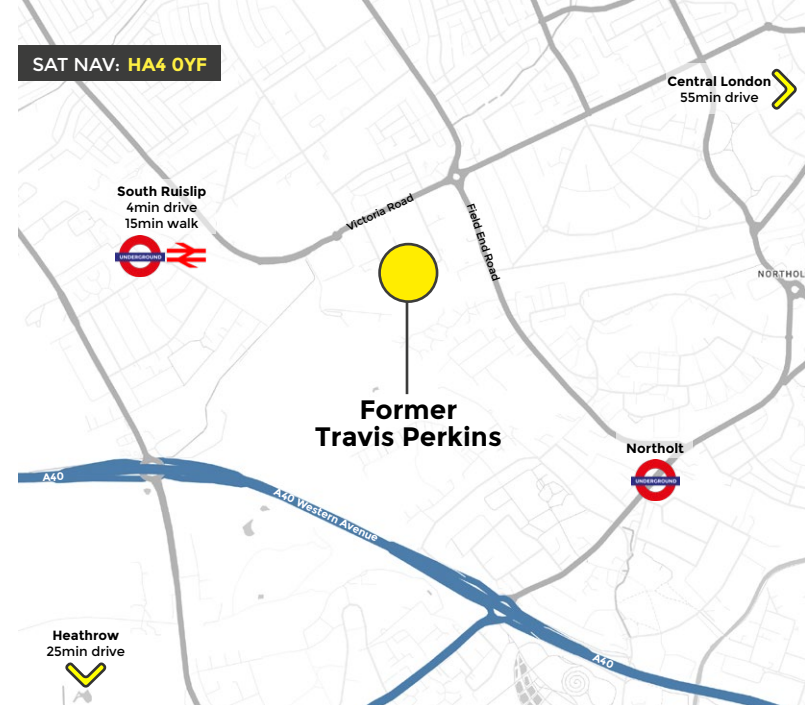 SAT NAV: HA4 0YF
Central London
55min drive
South Ruislip
4min drive
15min walk
UNDERGROUND
Victoria Road
Field End Road
NORTHOL
Former
Travis Perkins
Northolt
UNDERGROUND
A40
A40 Western Avenue
A40
Heathrow
25min drive